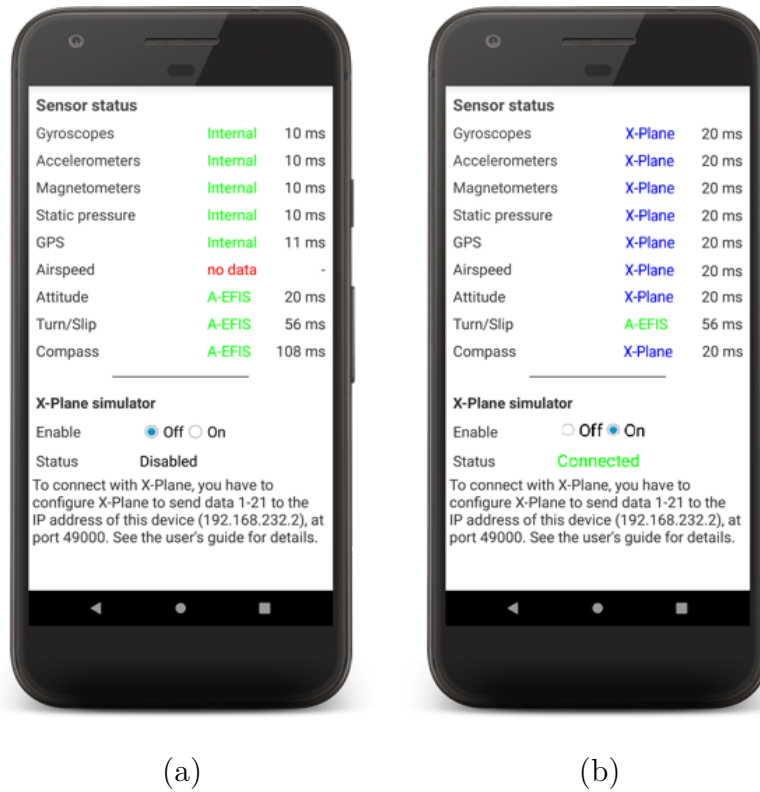 Sensor status
Gyroscopes Internal 10 ms
Accelerometers Internal 10 ms
Magnetometers Internal 10 ms
Static pressure Internal 10 ms
GPS Internal 11 ms
Airspeed no data -
Attitude A-EFIS 20 ms
Turn/Slip A-EFIS 56 ms
Compass A-EFIS 108 ms
X-Plane simulator
Enable Off On
Status Disabled
To connect with X-Plane, you have to
configure X-Plane to send data 1-21 to the
IP address of this device (192.168.232.2), at
port 49000. See the user's guide for details.
(a)
Sensor status
Gyroscopes X-Plane 20 ms
Accelerometers X-Plane 20 ms
Magnetometers X-Plane 20 ms
Static pressure X-Plane 20 ms
GPS X-Plane 20 ms
Airspeed X-Plane 20 ms
Attitude X-Plane 20 ms
Turn/Slip A-EFIS 56 ms
Compass X-Plane 20 ms
X-Plane simulator
Enable Off On
Status Connected
To connect with X-Plane, you have to
configure X-Plane to send data 1-21 to the
IP address of this device (192.168.232.2), at
port 49000. See the user's guide for details.
(b)